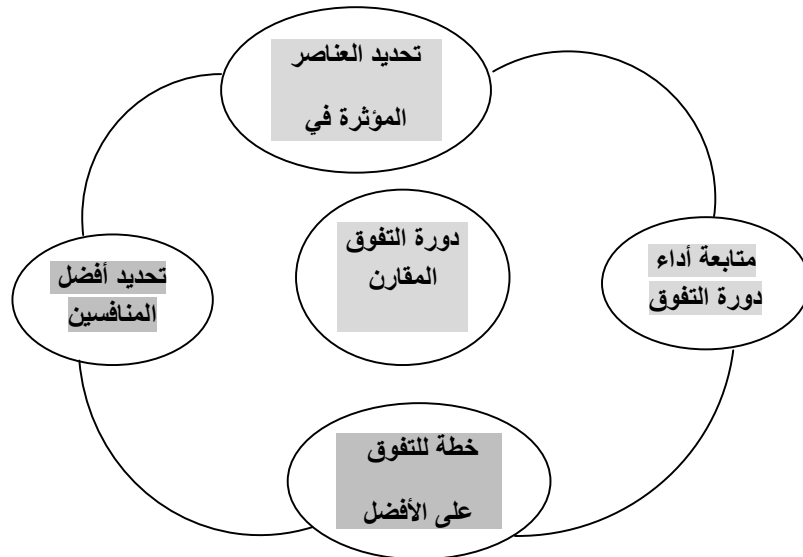 تحديد العناصر
المؤثرة في
دورة التفوق
المقارن
متابعة أداء
دورة التفوق
تحديد أفضل
المنافسين
خطة للتفوق
على الأفضل